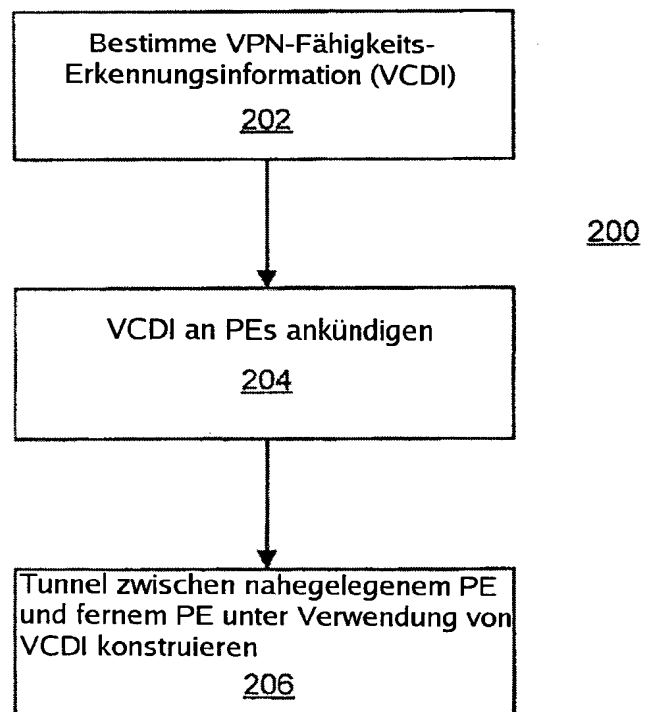 Bestimme VPN-Fähigkeits-
Erkennungsinformation (VCDI)
202
200
VCDI an PEs ankündigen
204
Tunnel zwischen nahegelegenem PE
und fernem PE unter Verwendung von
VCDI konstruieren
206